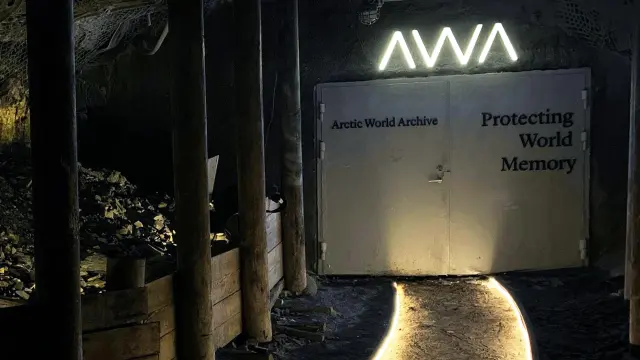 AWA
Arctic World Archive
Protecting
World
Memory